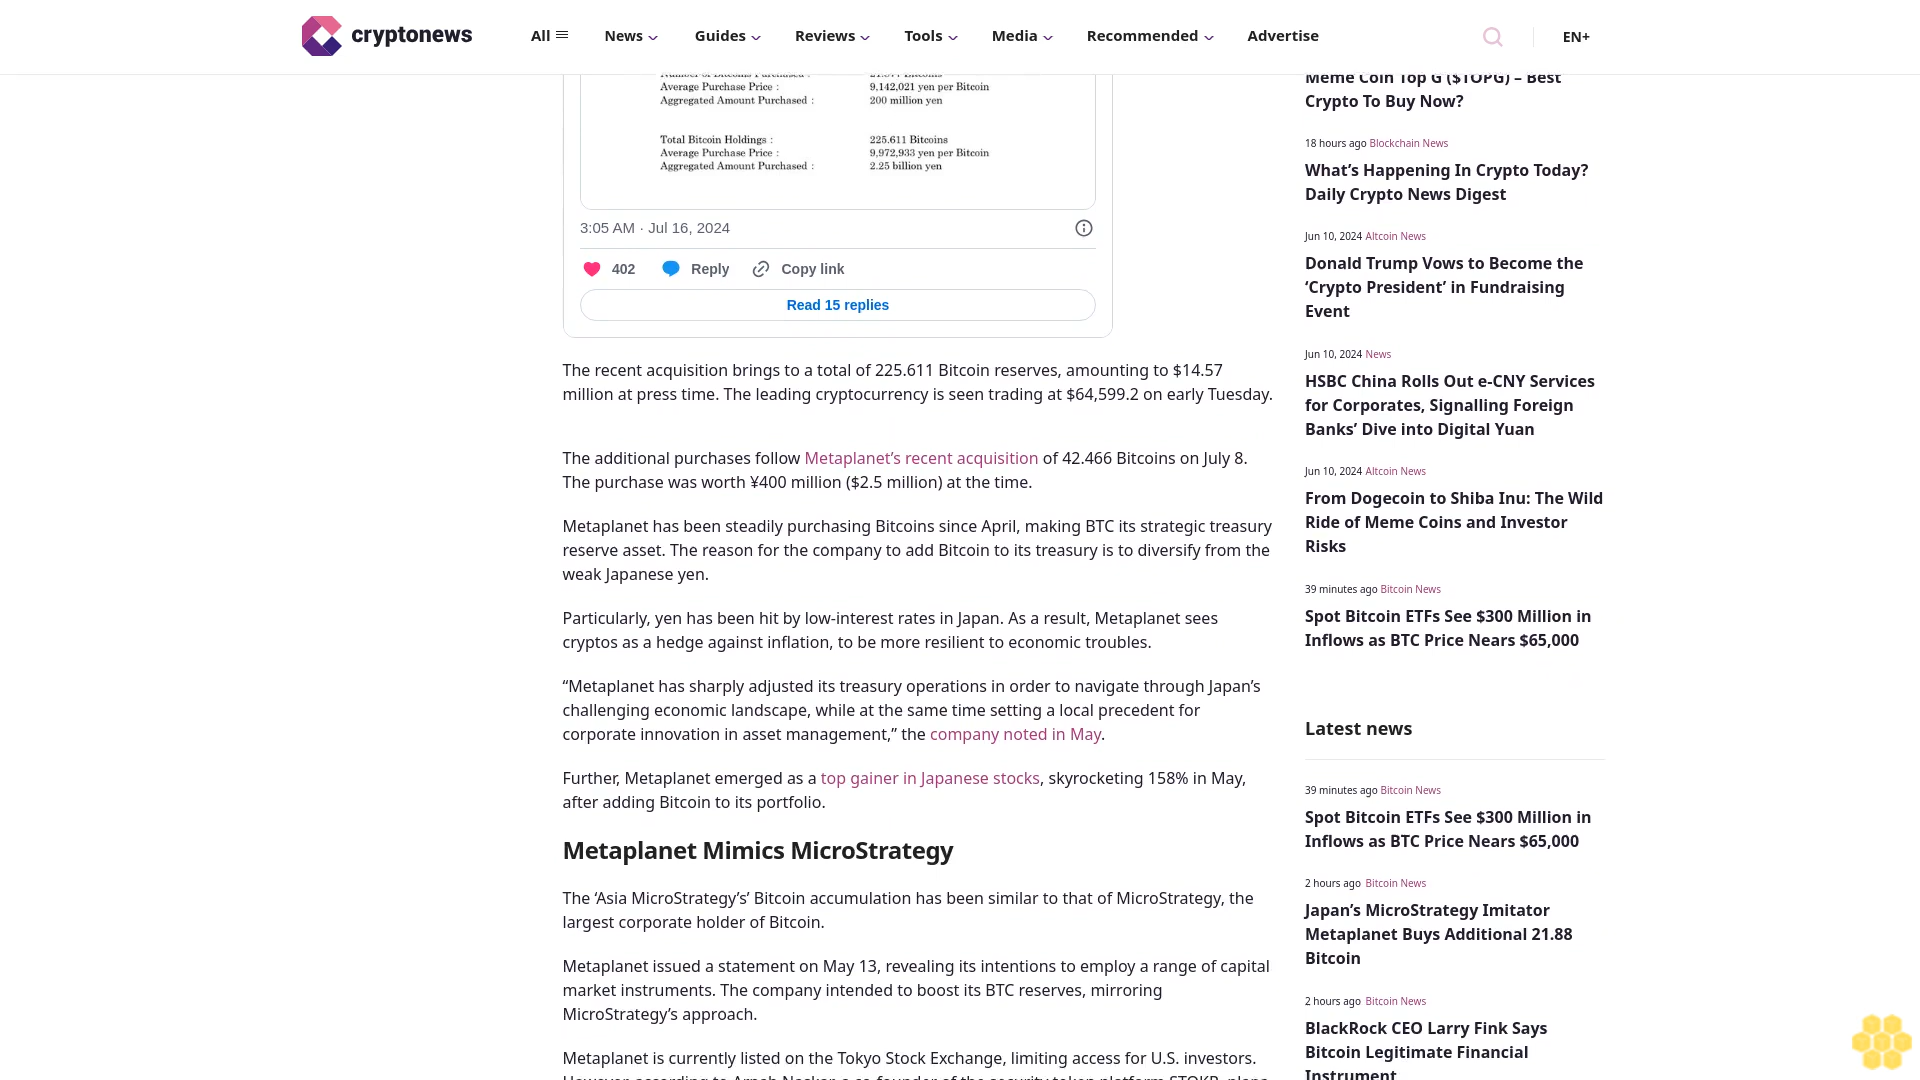 cryptonews
All
News
Guides
Reviews
Tools
Media
Recommended
Advertise
EN+
Average Purchase Price : 9,142,021 yen per Bitcoin
Aggregated Amount Purchased : 200 million yen
Total Bitcoin Holdings : 225.611 Bitcoins
Average Purchase Price : 9,972,933 yen per Bitcoin
Aggregated Amount Purchased : 2.25 billion yen
3:05 AM · Jul 16, 2024
402 Reply Copy link
Read 15 replies
The recent acquisition brings to a total of 225.611 Bitcoin reserves, amounting to $14.57
million at press time. The leading cryptocurrency is seen trading at $64,599.2 on early Tuesday.
The additional purchases follow Metaplanet’s recent acquisition of 42.466 Bitcoins on July 8.
The purchase was worth ¥400 million ($2.5 million) at the time.
Metaplanet has been steadily purchasing Bitcoins since April, making BTC its strategic treasury
reserve asset. The reason for the company to add Bitcoin to its treasury is to diversify from the
weak Japanese yen.
Particularly, yen has been hit by low-interest rates in Japan. As a result, Metaplanet sees
cryptos as a hedge against inflation, to be more resilient to economic troubles.
“Metaplanet has sharply adjusted its treasury operations in order to navigate through Japan’s
challenging economic landscape, while at the same time setting a local precedent for
corporate innovation in asset management,” the company noted in May.
Further, Metaplanet emerged as a top gainer in Japanese stocks, skyrocketing 158% in May,
after adding Bitcoin to its portfolio.
Metaplanet Mimics MicroStrategy
The ‘Asia MicroStrategy’s’ Bitcoin accumulation has been similar to that of MicroStrategy, the
largest corporate holder of Bitcoin.
Metaplanet issued a statement on May 13, revealing its intentions to employ a range of capital
market instruments. The company intended to boost its BTC reserves, mirroring
MicroStrategy’s approach.
Metaplanet is currently listed on the Tokyo Stock Exchange, limiting access for U.S. investors.
Meme Coin Top G ($TOPG) – Best
Crypto To Buy Now?
18 hours ago Blockchain News
What’s Happening In Crypto Today?
Daily Crypto News Digest
Jun 10, 2024 Altcoin News
Donald Trump Vows to Become the
‘Crypto President’ in Fundraising
Event
Jun 10, 2024 News
HSBC China Rolls Out e-CNY Services
for Corporates, Signalling Foreign
Banks’ Dive into Digital Yuan
Jun 10, 2024 Altcoin News
From Dogecoin to Shiba Inu: The Wild
Ride of Meme Coins and Investor
Risks
39 minutes ago Bitcoin News
Spot Bitcoin ETFs See $300 Million in
Inflows as BTC Price Nears $65,000
Latest news
39 minutes ago Bitcoin News
Spot Bitcoin ETFs See $300 Million in
Inflows as BTC Price Nears $65,000
2 hours ago Bitcoin News
Japan’s MicroStrategy Imitator
Metaplanet Buys Additional 21.88
Bitcoin
2 hours ago Bitcoin News
BlackRock CEO Larry Fink Says
Bitcoin Legitimate Financial
Instrument